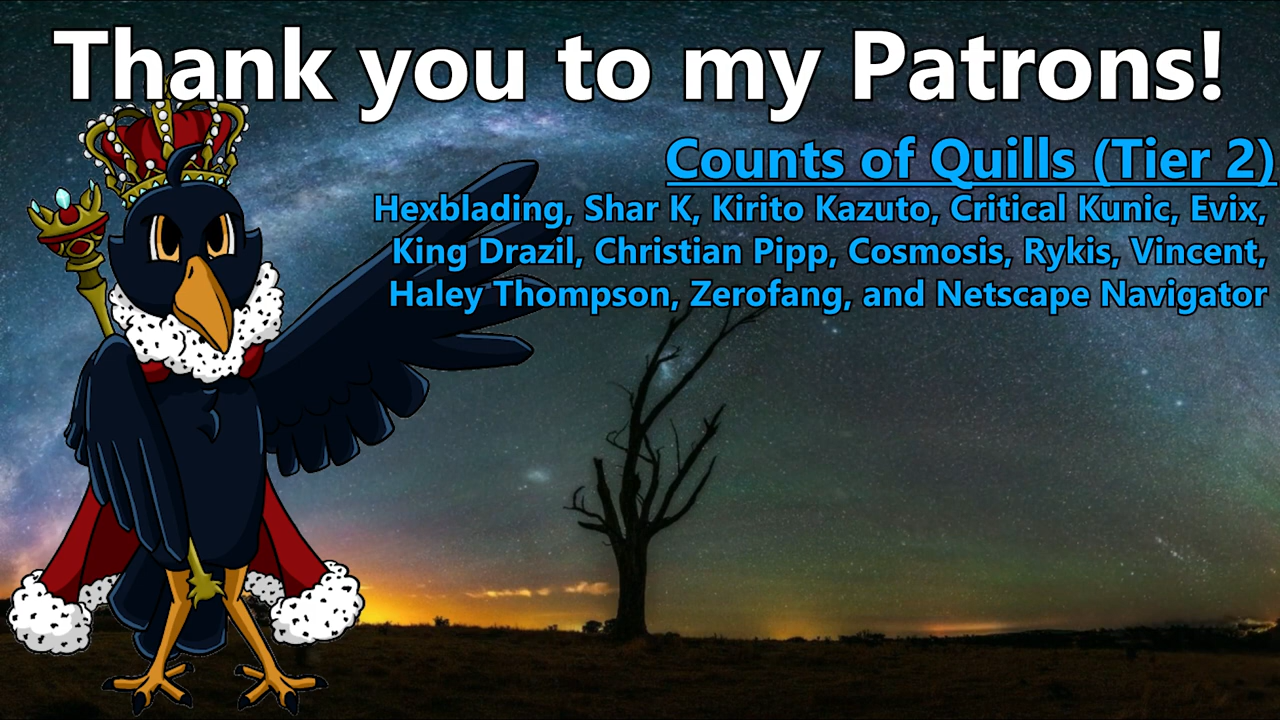 Thank you to my Patrons!
Counts of Quills (Tier 2)
Hexblading, Shar K, Kirito Kazuto, Critical Kunic, Evix,
King Drazil, Christian Pipp, Cosmosis, Rykis, Vincent,
Haley Thompson, Zerofang, and Netscape Navigator